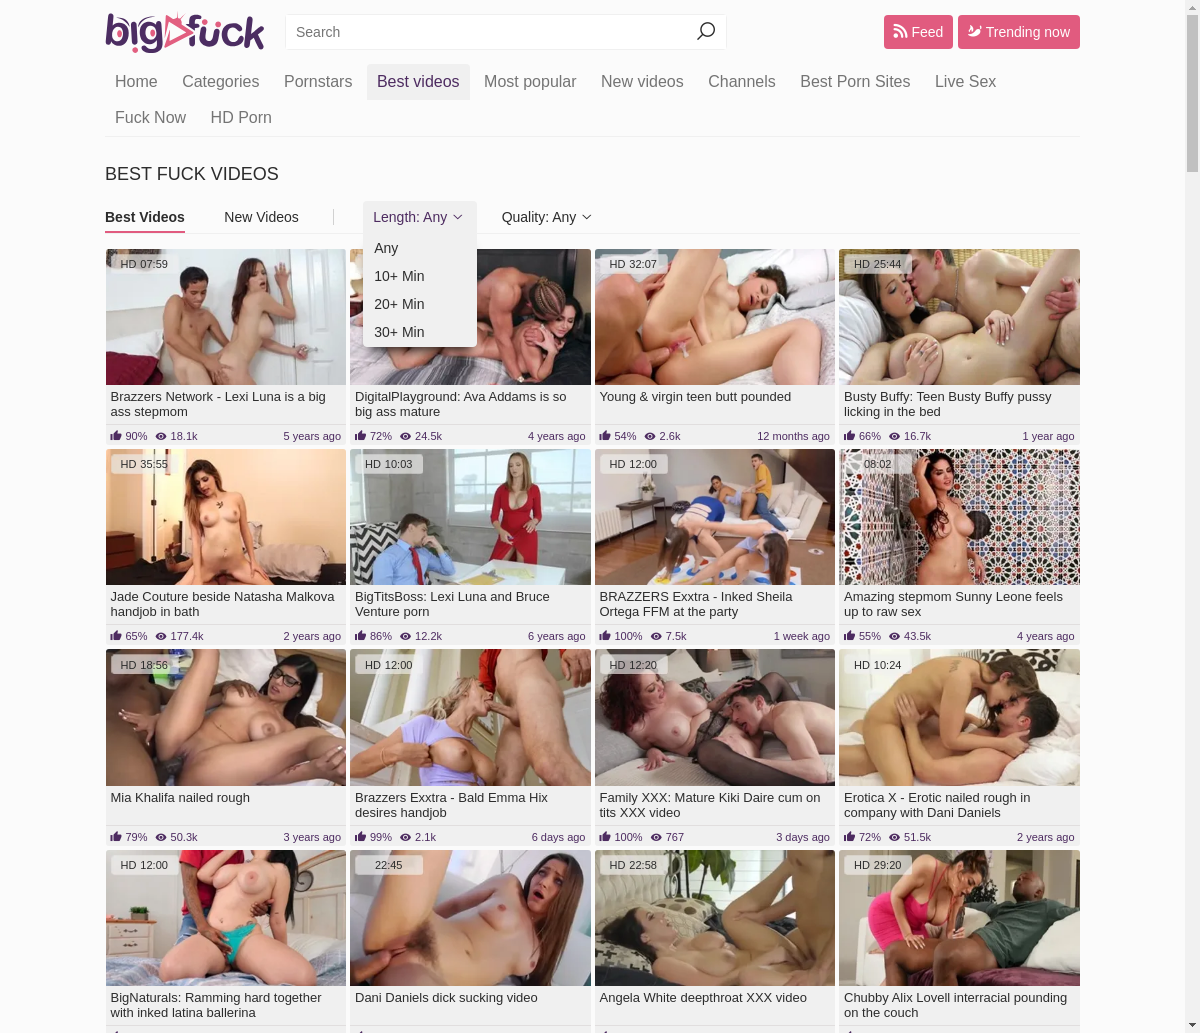 bigfuck
Search
Feed
Trending now
Home Categories Pornstars Best videos Most popular New videos Channels Best Porn Sites Live Sex
Fuck Now HD Porn
BEST FUCK VIDEOS
Best Videos New Videos Length: Any Quality: Any
Any
10+ Min
20+ Min
30+ Min
HD 07:59
HD 32:07
HD 25:44
Brazzers Network - Lexi Luna is a big
ass stepmom
90% 18.1k 5 years ago
DigitalPlayground: Ava Addams is so
big ass mature
72% 24.5k 4 years ago
Young & virgin teen butt pounded
54% 2.6k 12 months ago
Busty Buffy: Teen Busty Buffy pussy
licking in the bed
66% 16.7k 1 year ago
HD 35:55
HD 10:03
HD 12:00
08:02
Jade Couture beside Natasha Malkova
handjob in bath
65% 177.4k 2 years ago
BigTitsBoss: Lexi Luna and Bruce
Venture porn
86% 12.2k 6 years ago
BRAZZERS Exxtra - Inked Sheila
Ortega FFM at the party
100% 7.5k 1 week ago
Amazing stepmom Sunny Leone feels
up to raw sex
55% 43.5k 4 years ago
HD 18:56
HD 12:00
HD 12:20
HD 10:24
Mia Khalifa nailed rough
79% 50.3k 3 years ago
Brazzers Exxtra - Bald Emma Hix
desires handjob
99% 2.1k 6 days ago
Family XXX: Mature Kiki Daire cum on
tits XXX video
100% 767 3 days ago
Erotica X - Erotic nailed rough in
company with Dani Daniels
72% 51.5k 2 years ago
HD 12:00
22:45
HD 22:58
HD 29:20
BigNaturals: Ramming hard together
with inked latina ballerina
Dani Daniels dick sucking video
Angela White deepthroat XXX video
Chubby Alix Lovell interracial pounding
on the couch